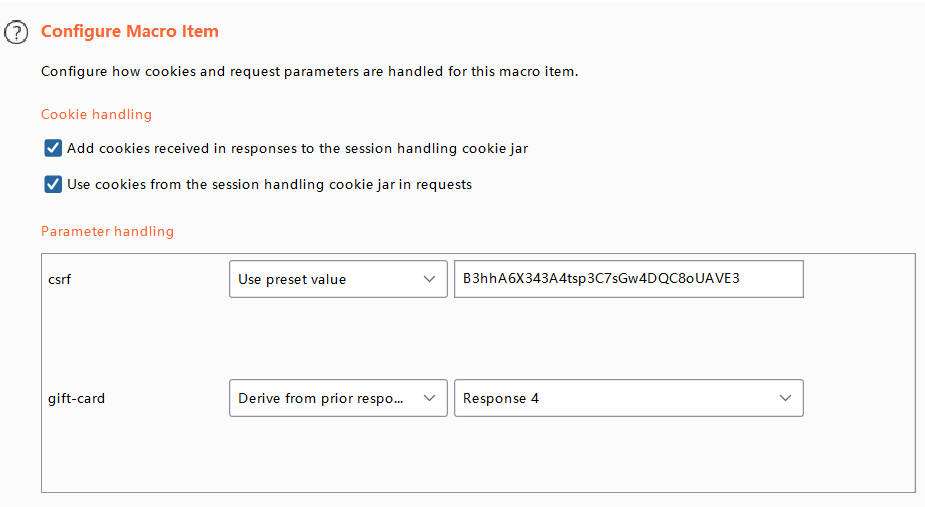 ?
Configure Macro Item
Configure how cookies and request parameters are handled for this macro item.
Cookie handling
Add cookies received in responses to the session handling cookie jar
Use cookies from the session handling cookie jar in requests
Parameter handling
csrf Use preset value B3hhA6X343A4tsp3C7sGw4DQC8oUAVE3
gift-card Derive from prior respo... Response 4